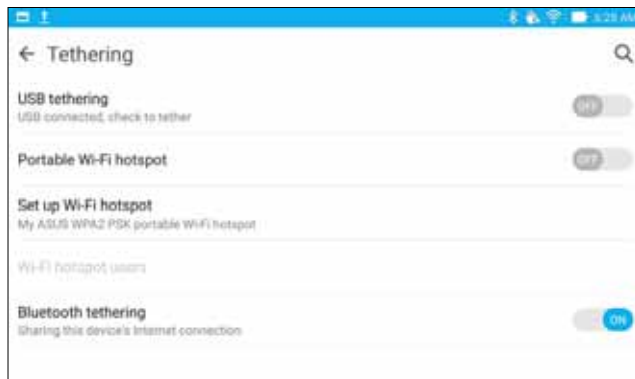 Tethering
USB tethering
OFF
USB connected, check to tether
Portable Wi-Fi hotspot
OFF
Set up Wi-Fi hotspot
My ASUS WPA2 PSK portable Wi-Fi hotspot
Wi-Fi hotspot users
Bluetooth tethering
ON
Sharing this device's Internet connection